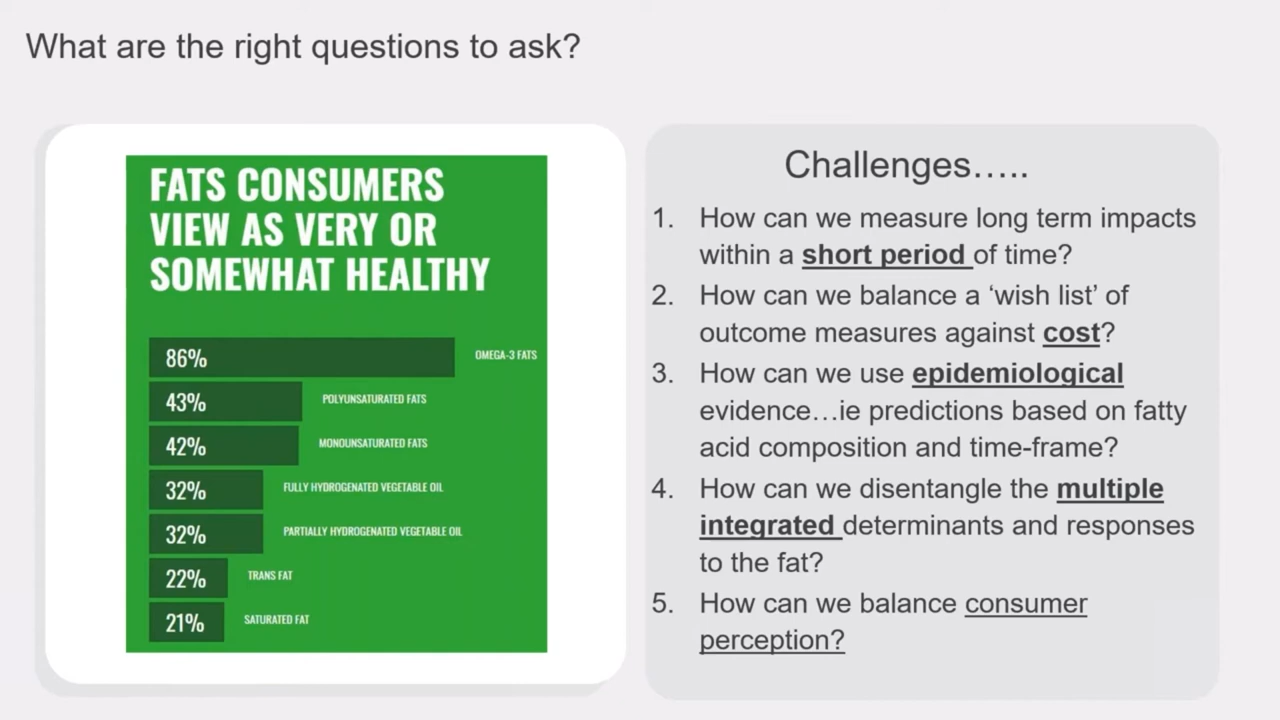 What are the right questions to ask?
FATS CONSUMERS
VIEW AS VERY OR
SOMEWHAT HEALTHY
86% OMEGA-3 FATS
43% POLYUNSATURATED FATS
42% MONOUNSATURATED FATS
32% FULLY HYDROGENATED VEGETABLE OIL
32% PARTIALLY HYDROGENATED VEGETABLE OIL
22% TRANS FAT
21% SATURATED FAT
Challenges…..
1. How can we measure long term impacts
within a short period of time?
2. How can we balance a ‘wish list’ of
outcome measures against cost?
3. How can we use epidemiological
evidence…ie predictions based on fatty
acid composition and time-frame?
4. How can we disentangle the multiple
integrated determinants and responses
to the fat?
5. How can we balance consumer
perception?